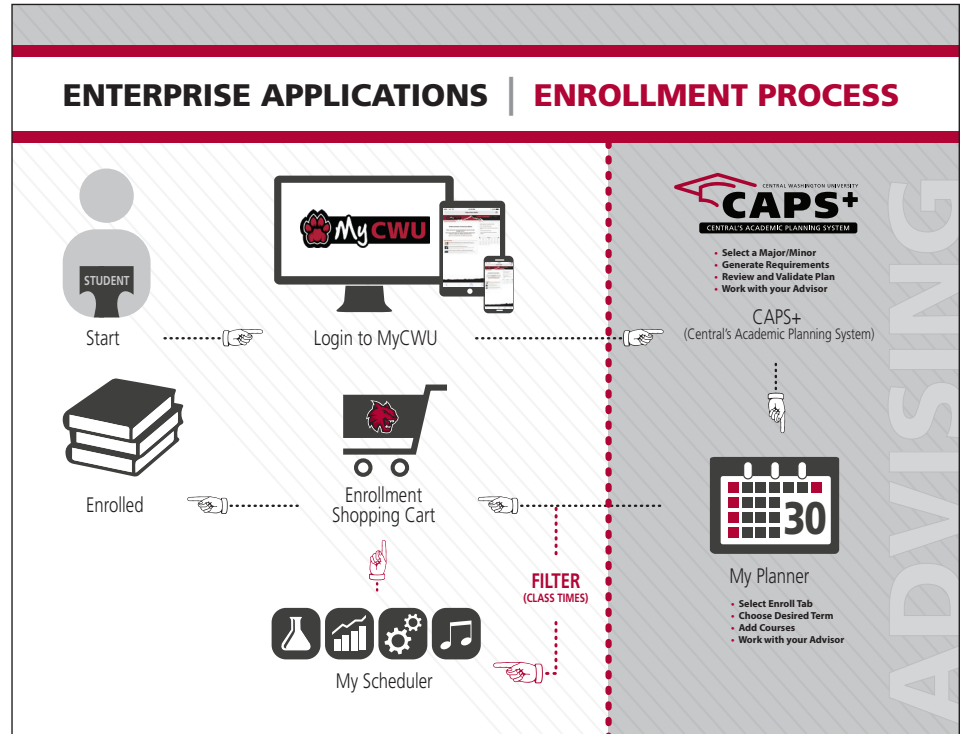 ENTERPRISE APPLICATIONS | ENROLLMENT PROCESS
STUDENT
Start
MyCWU
Login to MyCWU
CENTRAL WASHINGTON UNIVERSITY
CAPS+
CENTRAL'S ACADEMIC PLANNING SYSTEM
• Select a Major/Minor
• Generate Requirements
• Review and Validate Plan
• Work with your Advisor
CAPS+
(Central's Academic Planning System)
ADVISING
Enrolled
Enrollment
Shopping Cart
30
My Planner
• Select Enroll Tab
• Choose Desired Term
• Add Courses
• Work with your Advisor
FILTER
(CLASS TIMES)
My Scheduler